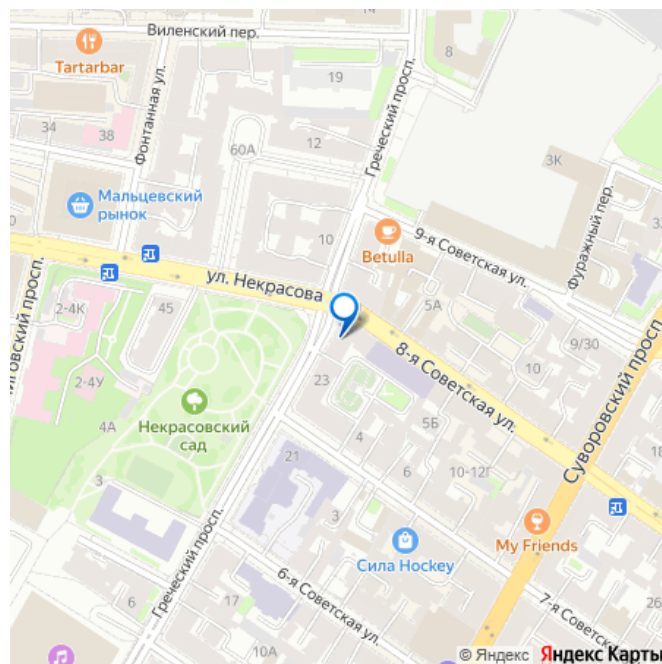 Виленский пер.
Tartarbar
Фонтанная ул.
19
8
34
38
12
60А
Греческий просп.
3К
Мальцевский
рынок
10
Betulla
9-я Советская ул.
Фуражный пер.
ул. Некрасова
5А
2-4К
45
9/30
8-я Советская ул.
Суворовский просп.
10
2-4У
23
Некрасовский
сад
4А
5Б
4
6
10-12Г
21
18
3
3
My Friends
Сила Hockey
Греческий просп.
6
17
6-я Советская ул.
7-я Советская
10А
© Яндекс Яндекс Карты